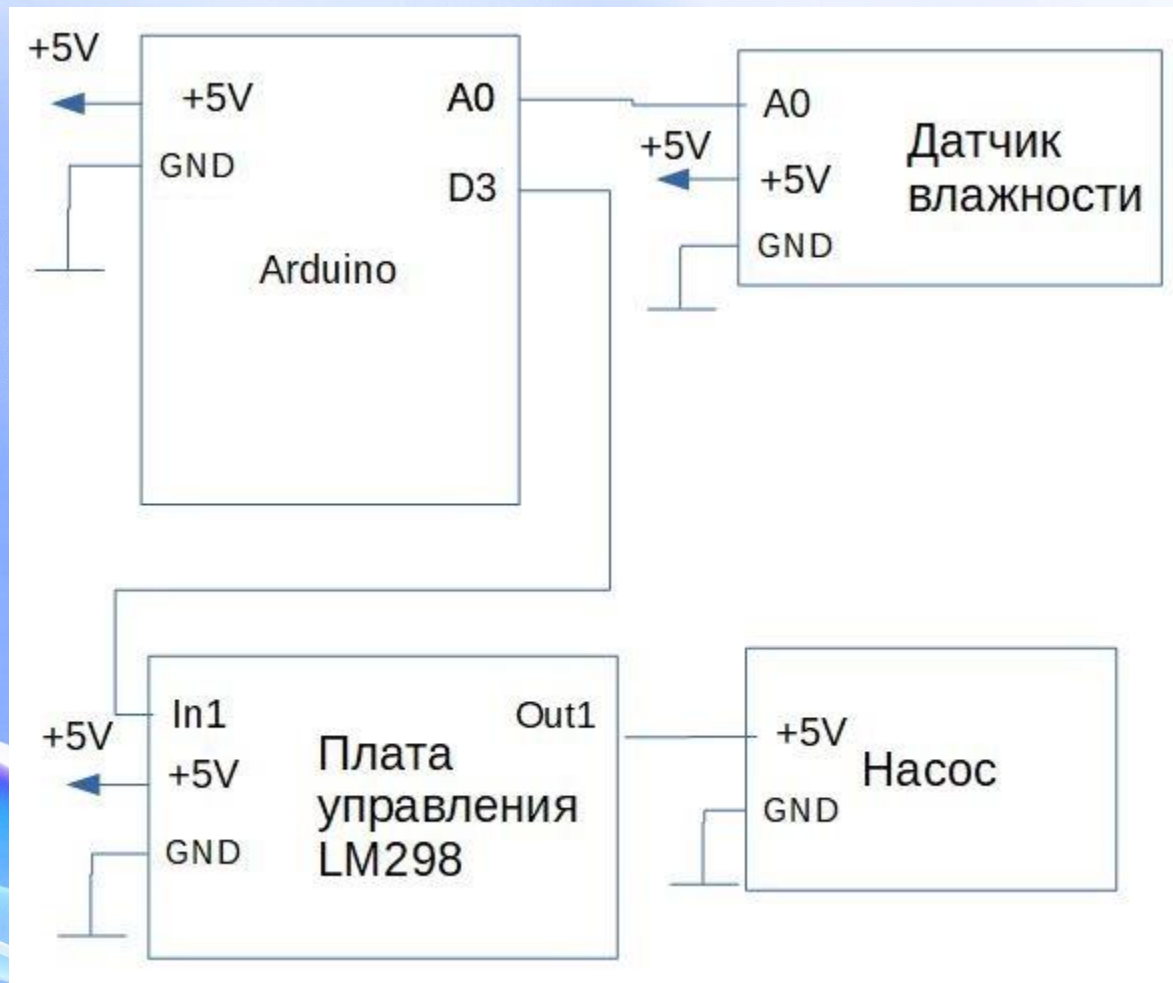 +5V
+5V
GND
A0
D3
Arduino
A0
+5V
+5V
GND
Датчик
влажности
In1
+5V
+5V
GND
Out1
Плата
управления
LM298
+5V
GND
Насос